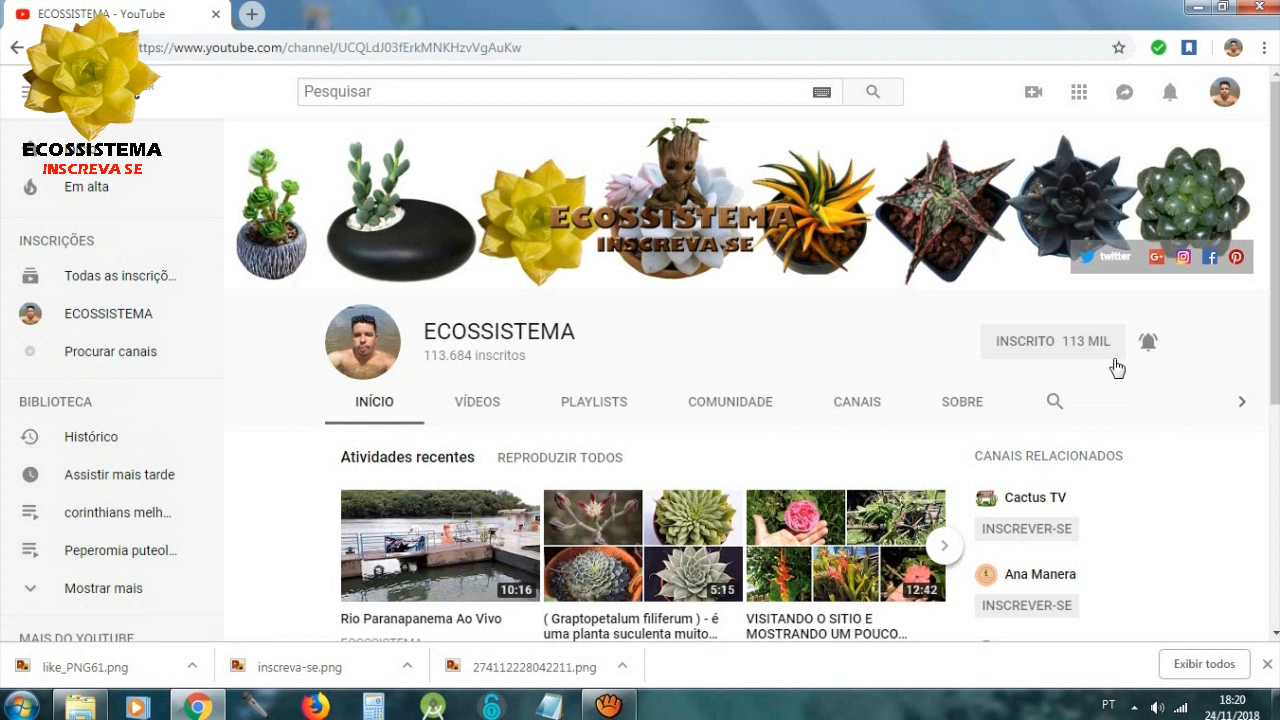 ECOSSISTEMA - YouTube
https://www.youtube.com/channel/UCQLdJ03fErkMNKHzvVgAuKw
Pesquisar
ECOSSISTEMA
INSCREVA SE
Em alta
INSCRIÇÕES
Todas as inscriçõ...
ECOSSISTEMA
Procurar canais
BIBLIOTECA
Histórico
Assistir mais tarde
corinthians melh...
Peperomia puteol...
Mostrar mais
MAIS DO YOUTUBE
ECOSSISTEMA
INSCREVA-SE
twitter
ECOSSISTEMA
113.684 inscritos
INSCRITO 113 MIL
INÍCIO
VÍDEOS
PLAYLISTS
COMUNIDADE
CANAIS
SOBRE
Atividades recentes
REPRODUZIR TODOS
10:16
5:15
12:42
Rio Paranapanema Ao Vivo
ECOSSISTEMA
( Graptopetalum filiferum ) - é
uma planta suculenta muito...
VISITANDO O SITIO E
MOSTRANDO UM POUCO...
CANAIS RELACIONADOS
Cactus TV
INSCREVER-SE
Ana Manera
INSCREVER-SE
like_PNG61.png
inscreva-se.png
274112228042211.png
Exibir todos
PT
18:20
24/11/2018